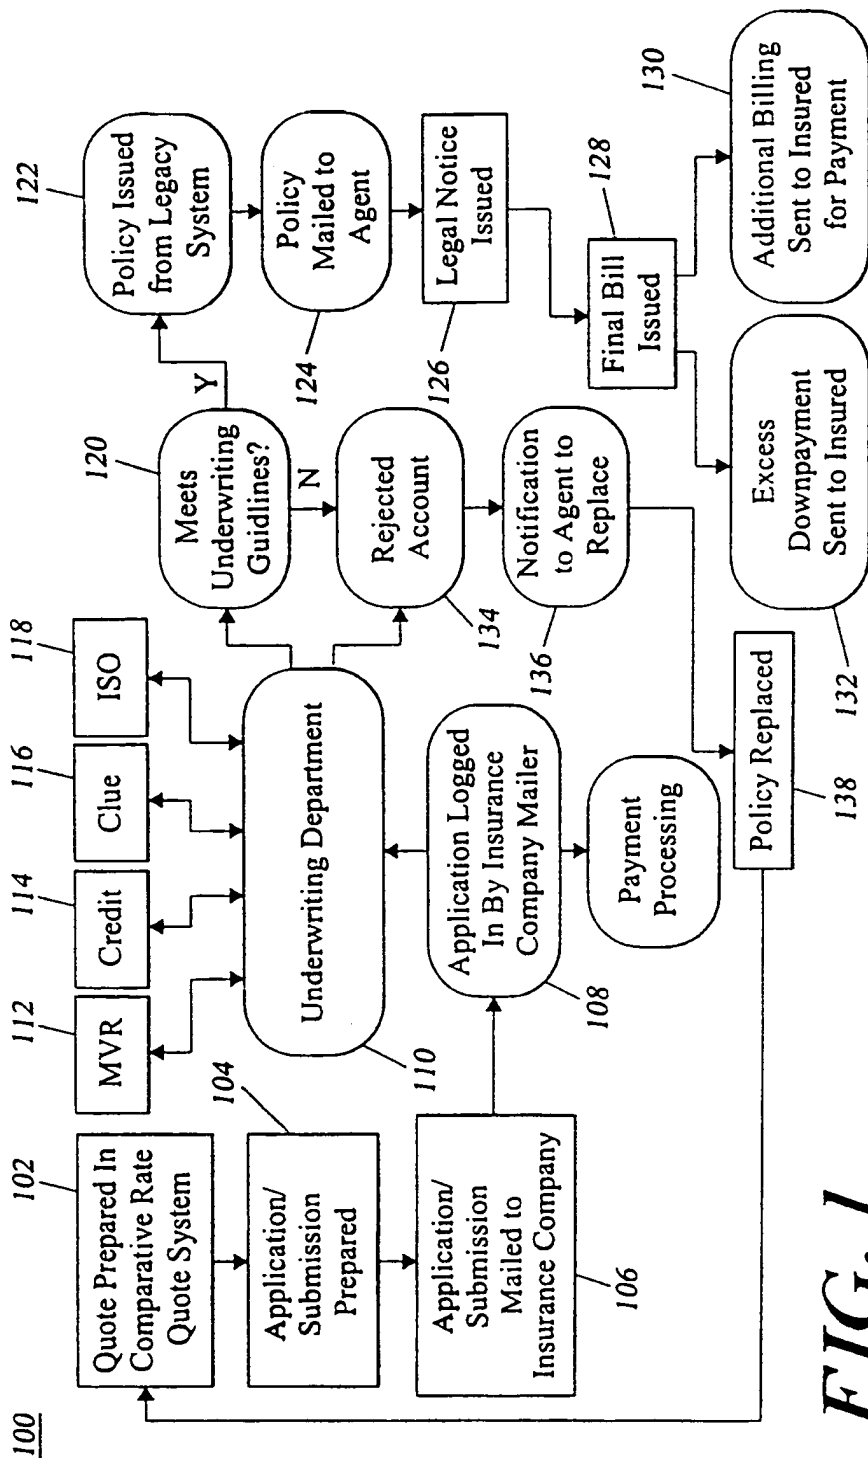 100
102
Quote Prepared In
Comparative Rate
Quote System
104
Application/
Submission
Prepared
Application/
Submission
Mailed to
Insurance Company
106
112
MVR
114
Credit
116
Clue
118
ISO
Underwriting Department
110
Application Logged
In By Insurance
Company Mailer
108
Payment
Processing
120
Meets
Underwriting
Guidlines?
Y
N
Rejected
Account
134
Notification
to Agent to
Replace
136
Policy Replaced
138
122
Policy Issued
from Legacy
System
Policy
Mailed to
Agent
124
Legal Notice
Issued
126
128
Final Bill
Issued
130
Additional Billing
Sent to Insured
for Payment
Excess
Downpayment
Sent to Insured
132
FIG. 1